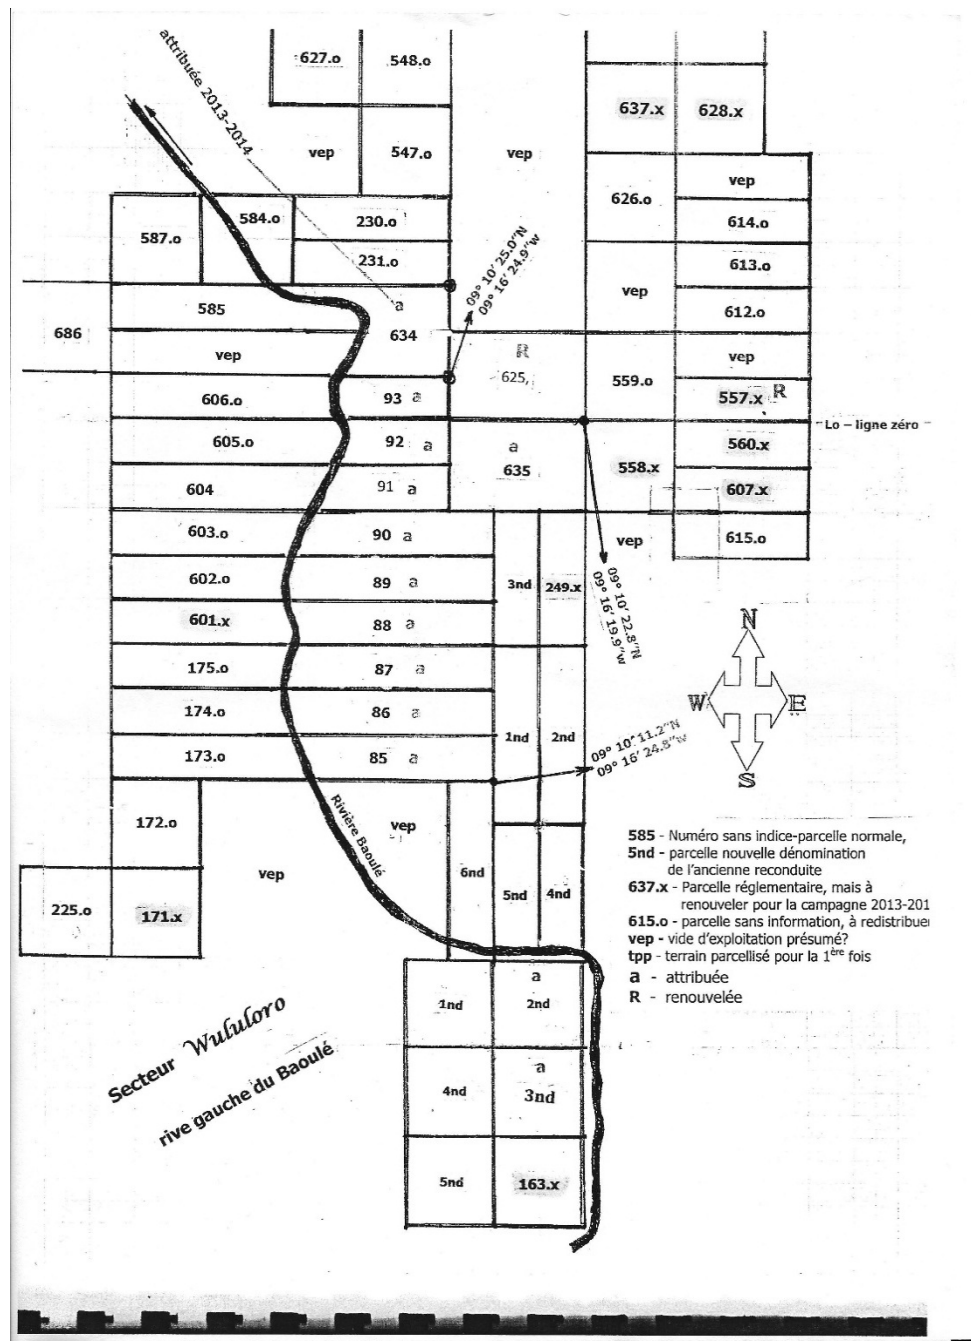 attribuée 2013-2014
627.o
548.o
637.x
628.x
vep
547.o
vep
vep
626.o
614.o
587.o
584.o
230.o
231.o
613.o
09° 10' 25.0"N
09° 16' 24.9"W
vep
612.o
686
585
a
634
vep
R
625,
559.o
vep
606.o
93 a
557.x R
Lo – ligne zéro
605.o
92 a
a
635
558.x
560.x
604
91 a
607.x
603.o
90 a
vep
615.o
602.o
89 a
3nd
249.x
09° 10' 22.8"N
09° 16' 19.9"W
601.x
88 a
N
W
E
S
175.o
87 a
174.o
86 a
1nd
2nd
173.o
85 a
09° 10' 11.2"N
09° 16' 24.8"W
172.o
Rivière Baoulé
vep
vep
6nd
5nd
4nd
225.o
171.x
585 - Numéro sans indice-parcelle normale,
5nd - parcelle nouvelle dénomination
de l'ancienne reconduite
637.x - Parcelle réglementaire, mais à
renouveler pour la campagne 2013-201
615.o - parcelle sans information, à redistribue
vep - vide d'exploitation présumé?
tpp - terrain parcellisé pour la 1ère fois
a - attribuée
R - renouvelée
1nd
a
2nd
4nd
a
3nd
5nd
163.x
Secteur Wululoro
rive gauche du Baoulé